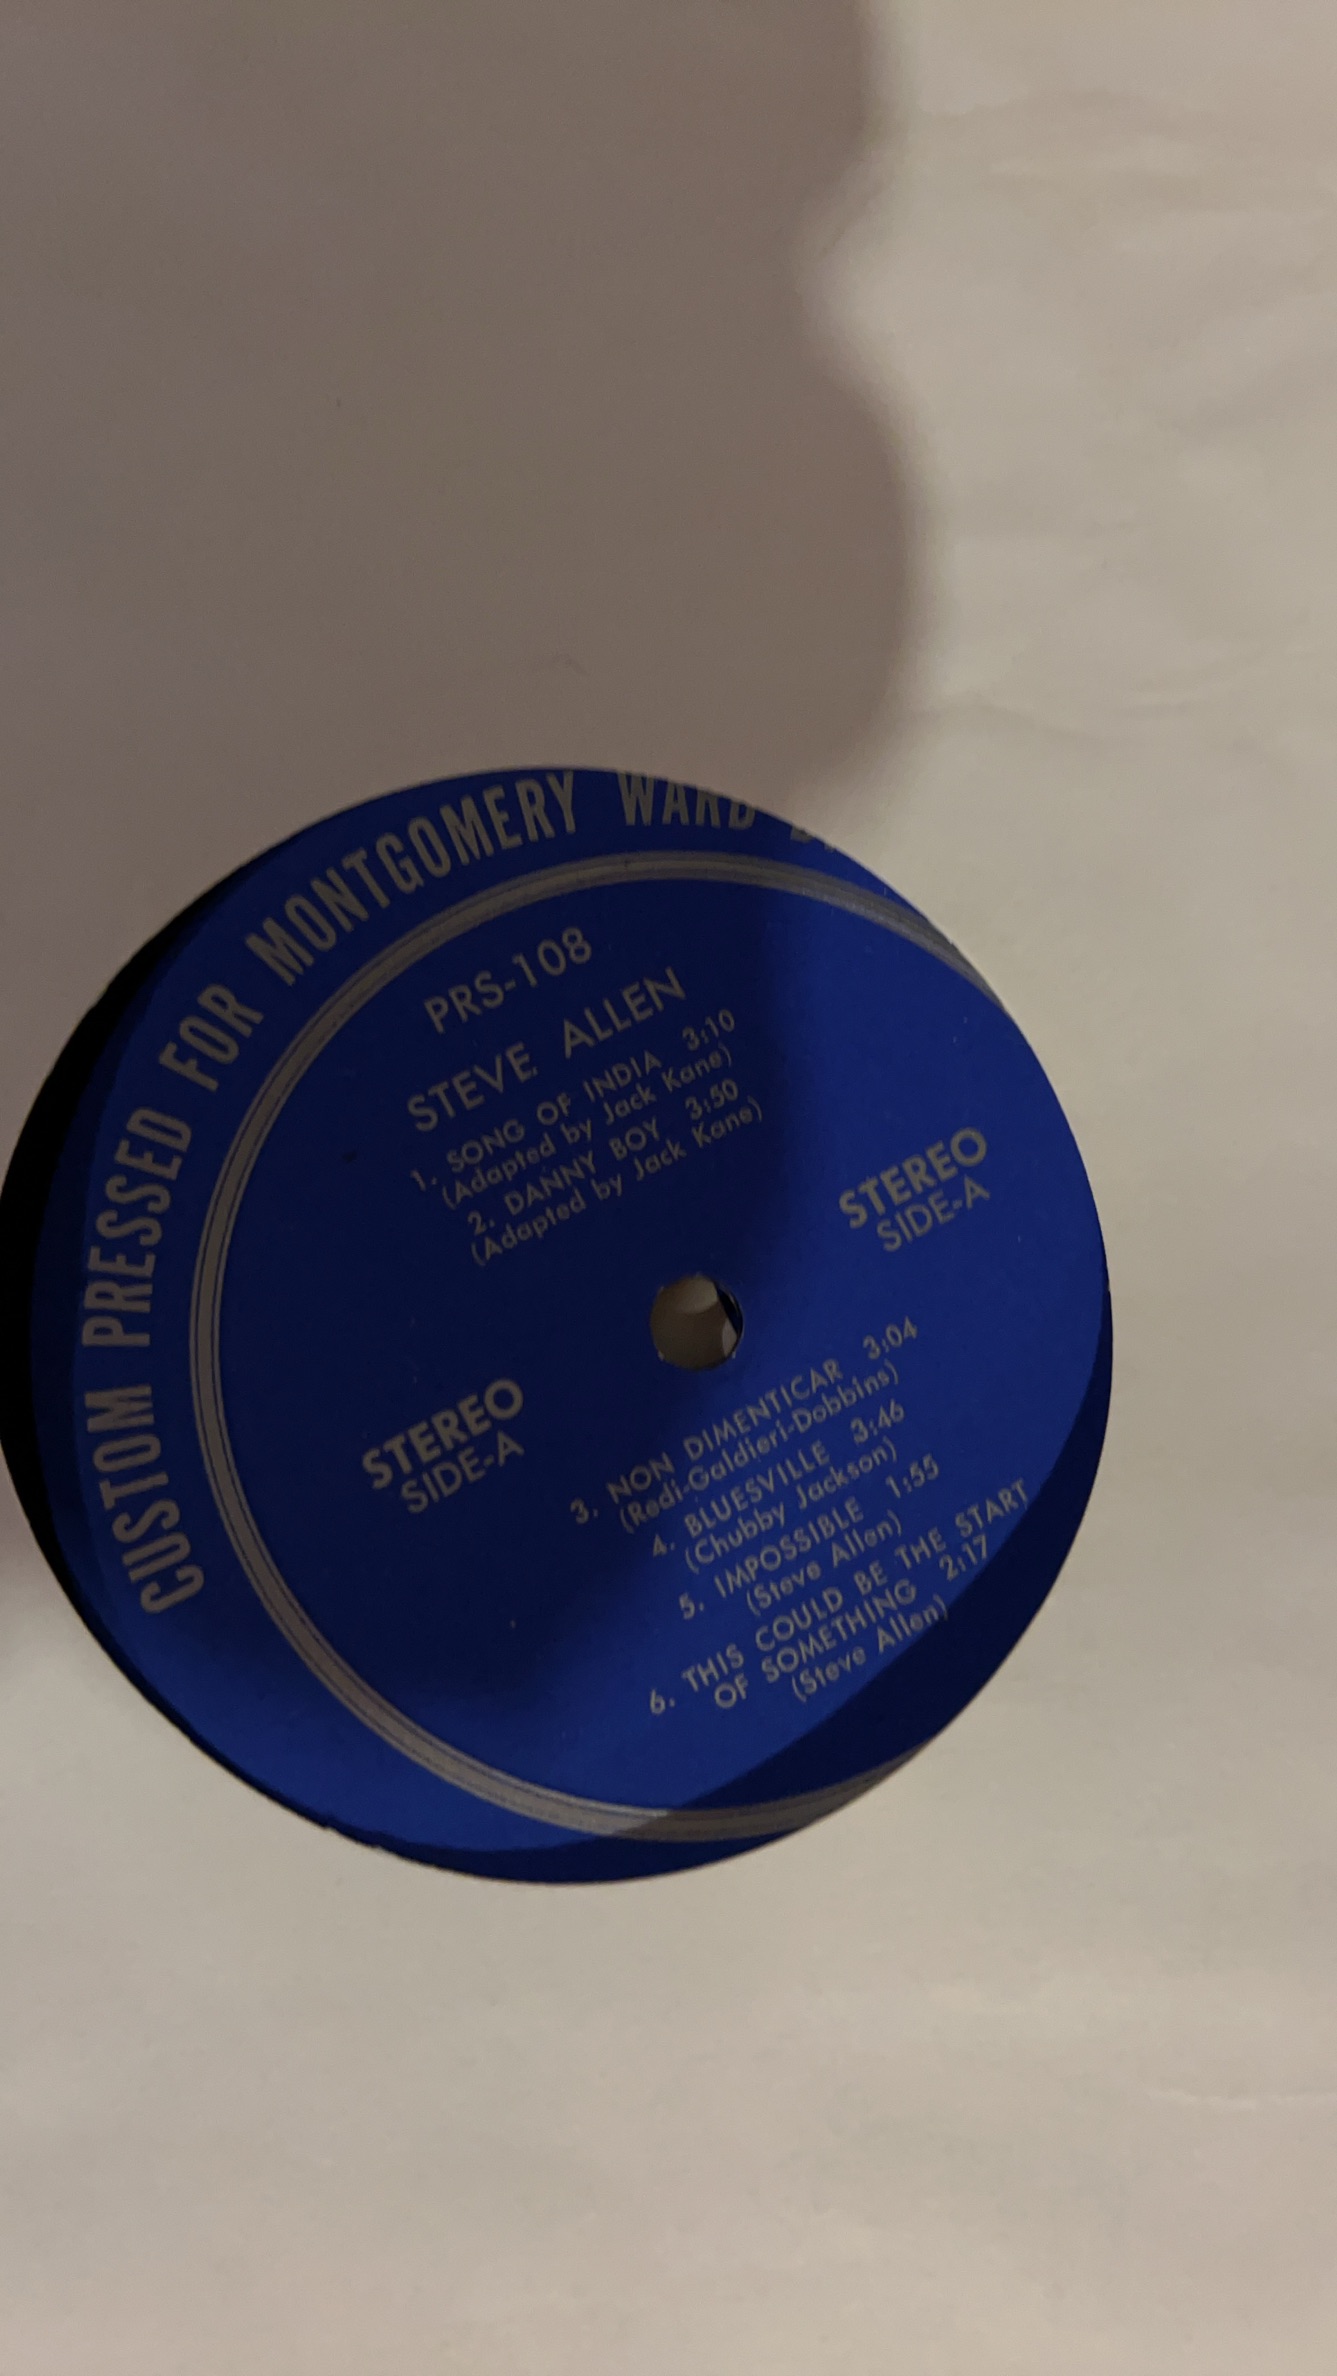 CUSTOM PRESSED FOR MONTGOMERY WARD
PRS-108
STEVE ALLEN
1. SONG OF INDIA 3:10
(Adapted by Jack Kane)
2. DANNY BOY 3:50
(Adapted by Jack Kane)
STEREO
SIDE-A
STEREO
SIDE-A
3. NON DIMENTICAR 3:04
(Redi-Galdieri-Dobbins)
4. BLUESVILLE 3:46
(Chubby Jackson)
5. IMPOSSIBLE 1:55
(Steve Allen)
6. THIS COULD BE THE START
OF SOMETHING 2:17
(Steve Allen)